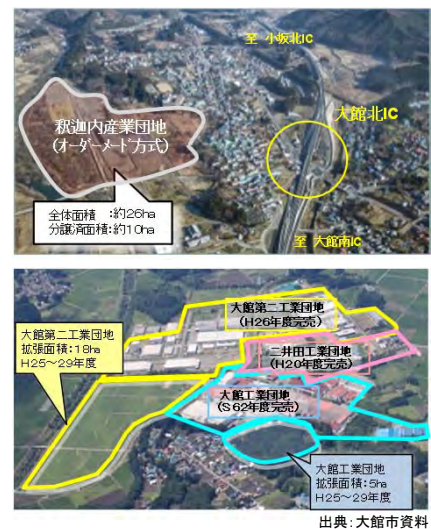 至 小坂北IC
大館北IC
釈迦内産業団地
(オーダーメード方式)
全体面積 :約26ha
分譲済面積:約10ha
至 大館南IC
大館第二工業団地
(H26年度完売)
大館第二工業団地
拡張面積:18ha
H25~29年度
二井田工業団地
(H20年度完売)
大館工業団地
(S62年度完売)
大館工業団地
拡張面積:5ha
H25~29年度
出典:大館市資料